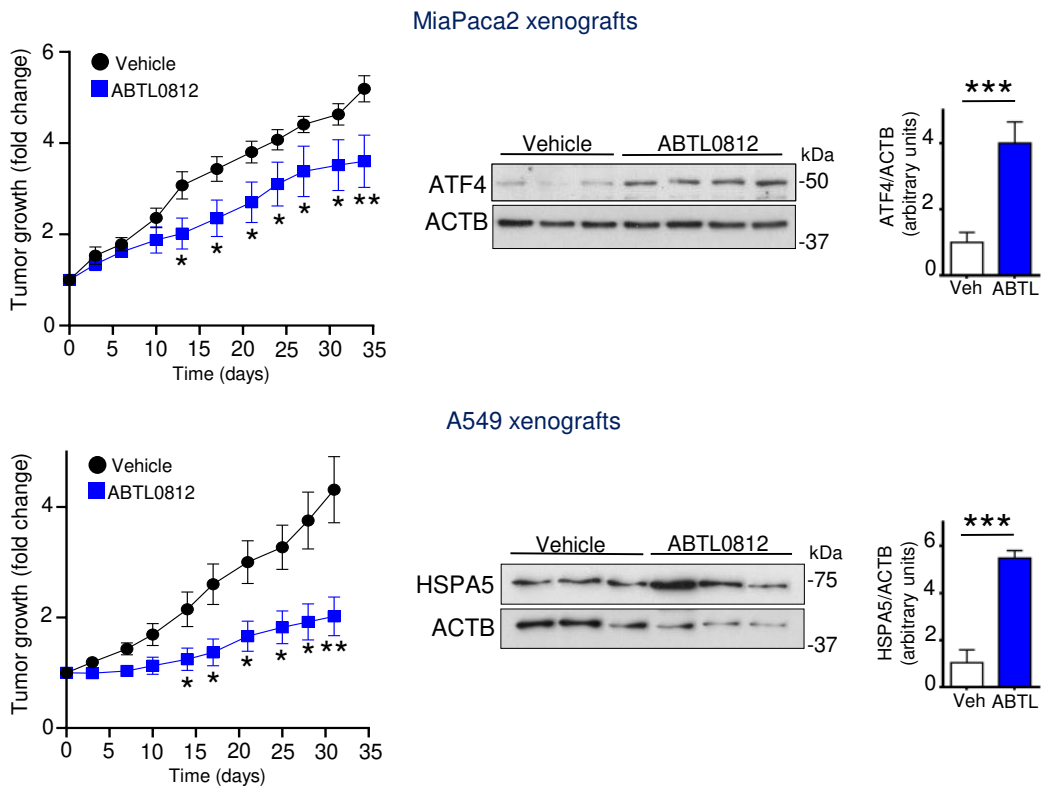 MiaPaca2 xenografts
Tumor growth (fold change)
6
4
2
0
Vehicle
ABTL0812
* * * * * * **
0 5 10 15 20 25 30 35
Time (days)
Vehicle ABTL0812
kDa
ATF4 -50
ACTB
-37
***
ATF4/ACTB
(arbitrary units)
4
2
0
Veh ABTL
A549 xenografts
Tumor growth (fold change)
4
2
0
Vehicle
ABTL0812
* * * * * **
0 5 10 15 20 25 30 35
Time (days)
Vehicle ABTL0812
kDa
HSPA5 -75
ACTB
-37
***
HSPA5/ACTB
(arbitrary units)
6
2
0
6
Veh ABTL